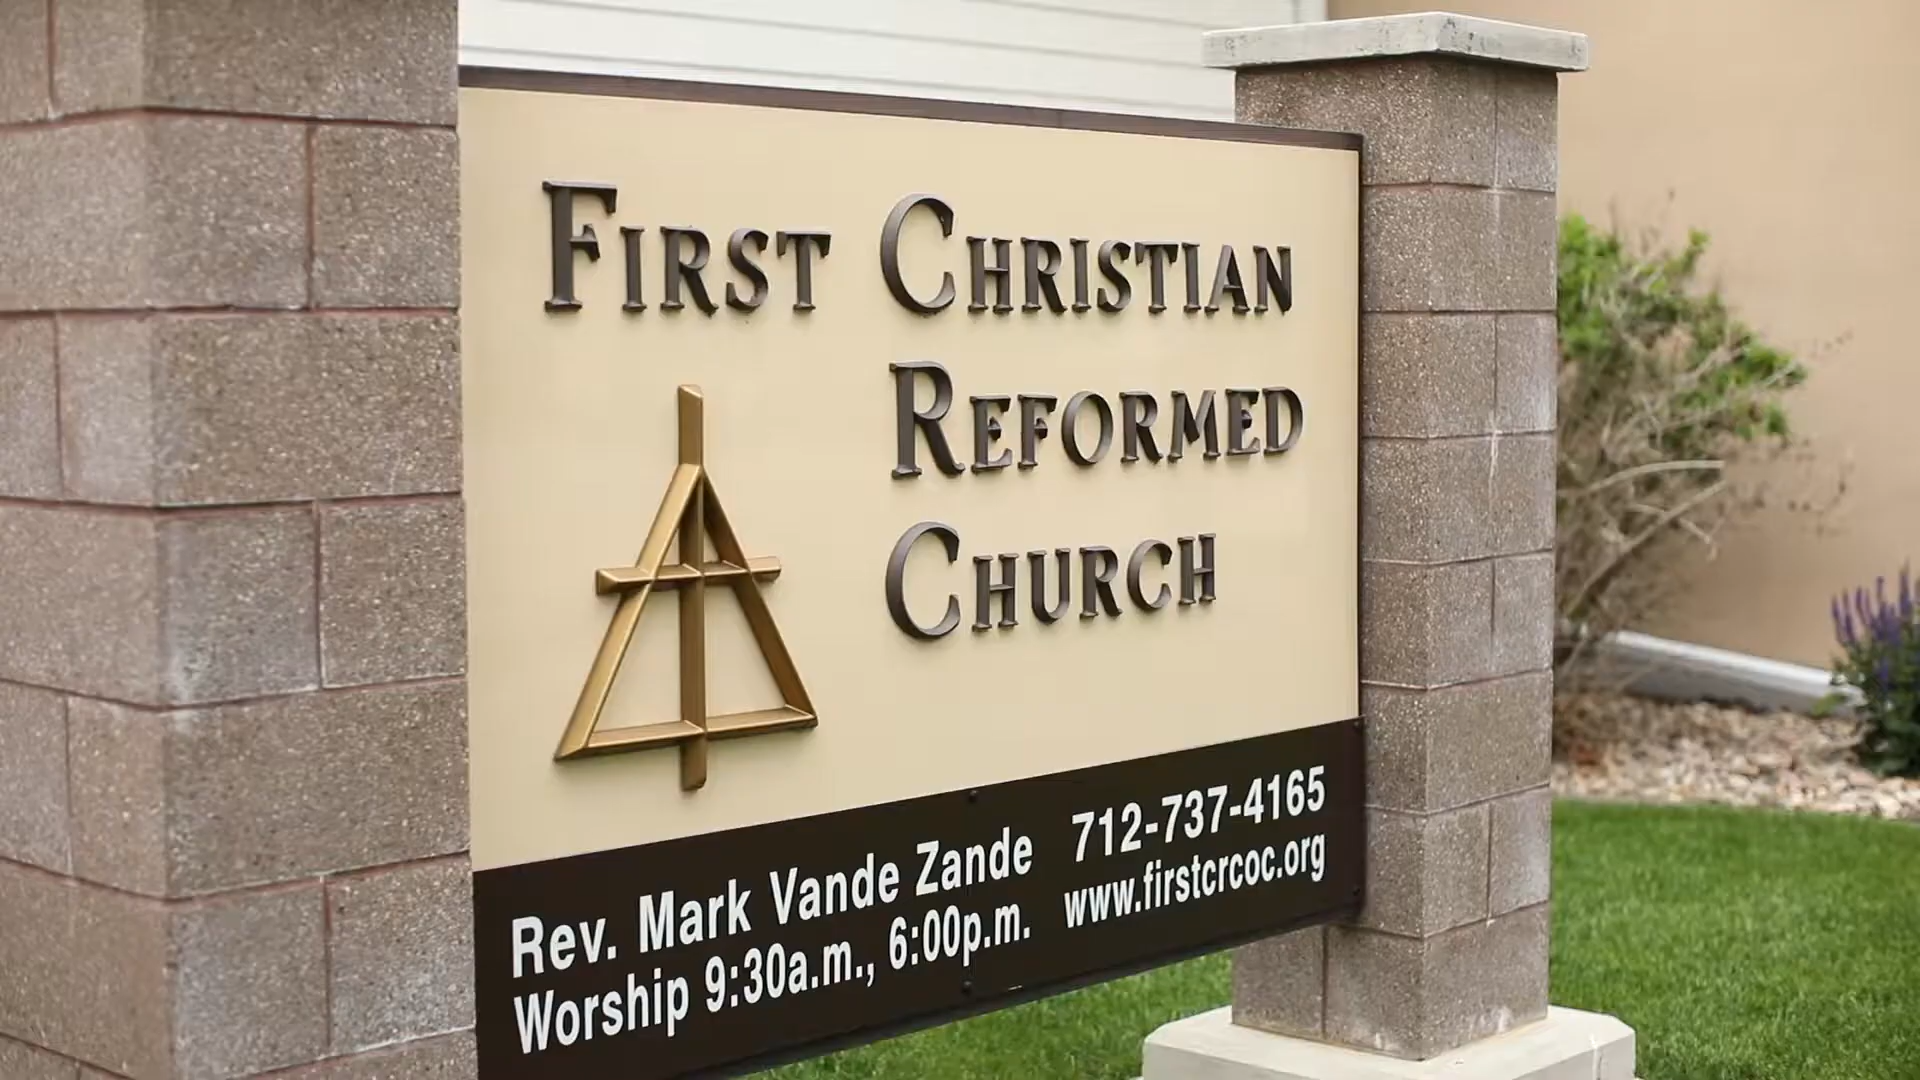 First Christian
Reformed
Church
Rev. Mark Vande Zande 712-737-4165
Worship 9:30a.m., 6:00p.m. www.firstcrcoc.org